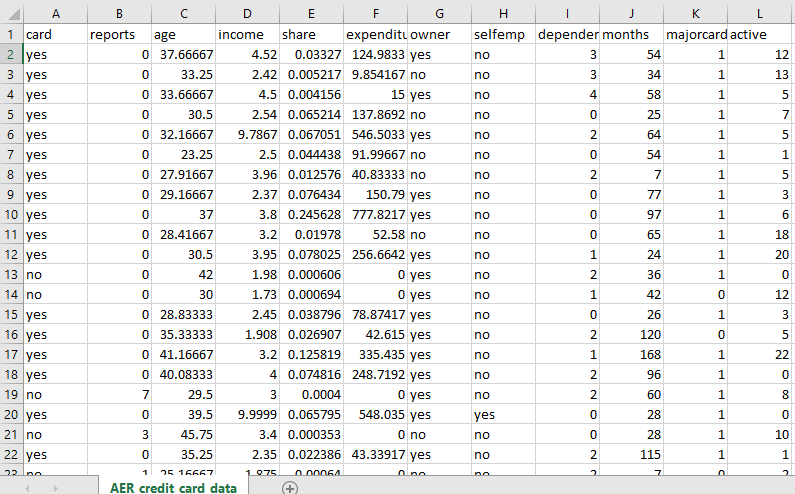 A B C D E F G H I J K L
1 card reports age income share expenditu owner selfemp depender months majorcard active
2 yes 0 37.66667 4.52 0.03327 124.9833 yes no 3 54 1 12
3 yes 0 33.25 2.42 0.005217 9.854167 no no 3 34 1 13
4 yes 0 33.66667 4.5 0.004156 15 yes no 4 58 1 5
5 yes 0 30.5 2.54 0.065214 137.8692 no no 0 25 1 7
6 yes 0 32.16667 9.7867 0.067051 546.5033 yes no 2 64 1 5
7 yes 0 23.25 2.5 0.044438 91.99667 no no 0 54 1 1
8 yes 0 27.91667 3.96 0.012576 40.83333 no no 2 7 1 5
9 yes 0 29.16667 2.37 0.076434 150.79 yes no 0 77 1 3
10 yes 0 37 3.8 0.245628 777.8217 yes no 0 97 1 6
11 yes 0 28.41667 3.2 0.01978 52.58 no no 0 65 1 18
12 yes 0 30.5 3.95 0.078025 256.6642 yes no 1 24 1 20
13 no 0 42 1.98 0.000606 0 yes no 2 36 1 0
14 no 0 30 1.73 0.000694 0 yes no 1 42 0 12
15 yes 0 28.83333 2.45 0.038796 78.87417 yes no 0 26 1 3
16 yes 0 35.33333 1.908 0.026907 42.615 yes no 2 120 0 5
17 yes 0 41.16667 3.2 0.125819 335.435 yes no 1 168 1 22
18 yes 0 40.08333 4 0.074816 248.7192 yes no 2 96 1 0
19 no 7 29.5 3 0.0004 0 yes no 2 60 1 8
20 yes 0 39.5 9.9999 0.065795 548.035 yes yes 0 28 1 0
21 no 3 45.75 3.4 0.000353 0 no no 0 28 1 10
22 yes 0 35.25 2.35 0.022386 43.33917 yes no 2 115 1 1
23 no 1 25.16667 1.875 0.00064 0 no no 2 7 0 2
AER credit card data